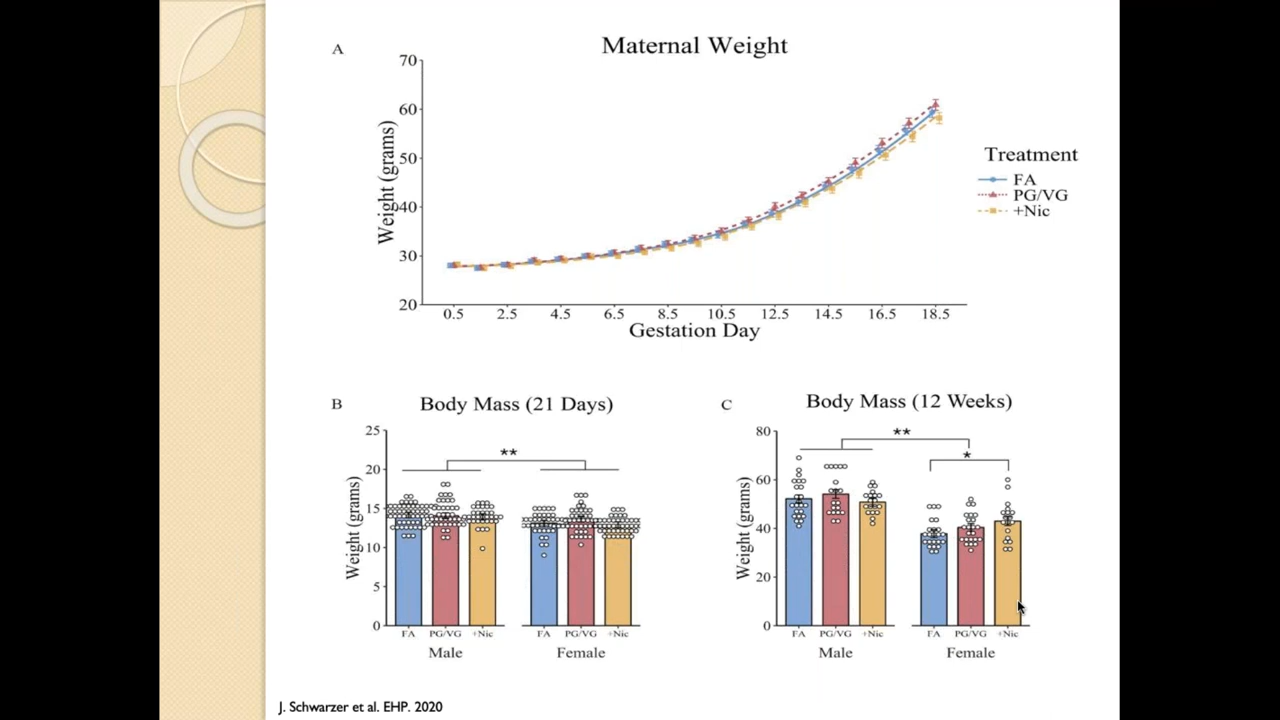 A
Maternal Weight
70
60
50
40
30
20
Weight (grams)
0.5 2.5 4.5 6.5 8.5 10.5 12.5 14.5 16.5 18.5
Gestation Day
Treatment
FA
PG/VG
+Nic
B
Body Mass (21 Days)
25
20
15
10
5
0
Weight (grams)
**
FA PG/VG +Nic FA PG/VG +Nic
Male Female
C
Body Mass (12 Weeks)
80
60
40
20
0
Weight (grams)
**
*
FA PG/VG +Nic FA PG/VG +Nic
Male Female
J. Schwarzer et al. EHP. 2020